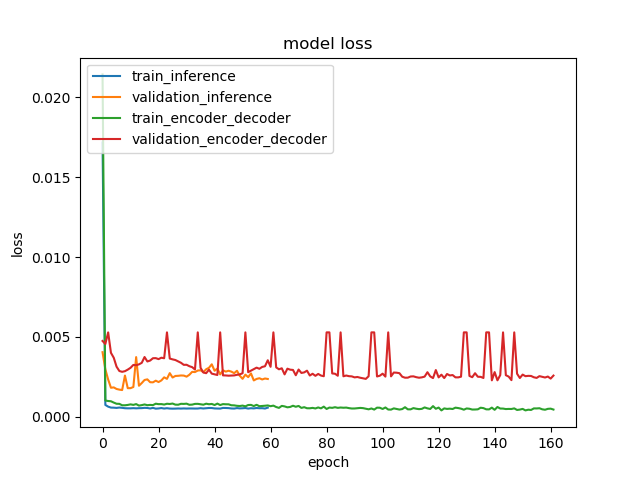 model loss
train_inference
validation_inference
train_encoder_decoder
validation_encoder_decoder
loss
0.020
0.015
0.010
0.005
0.000
0 20 40 60 80 100 120 140 160
epoch